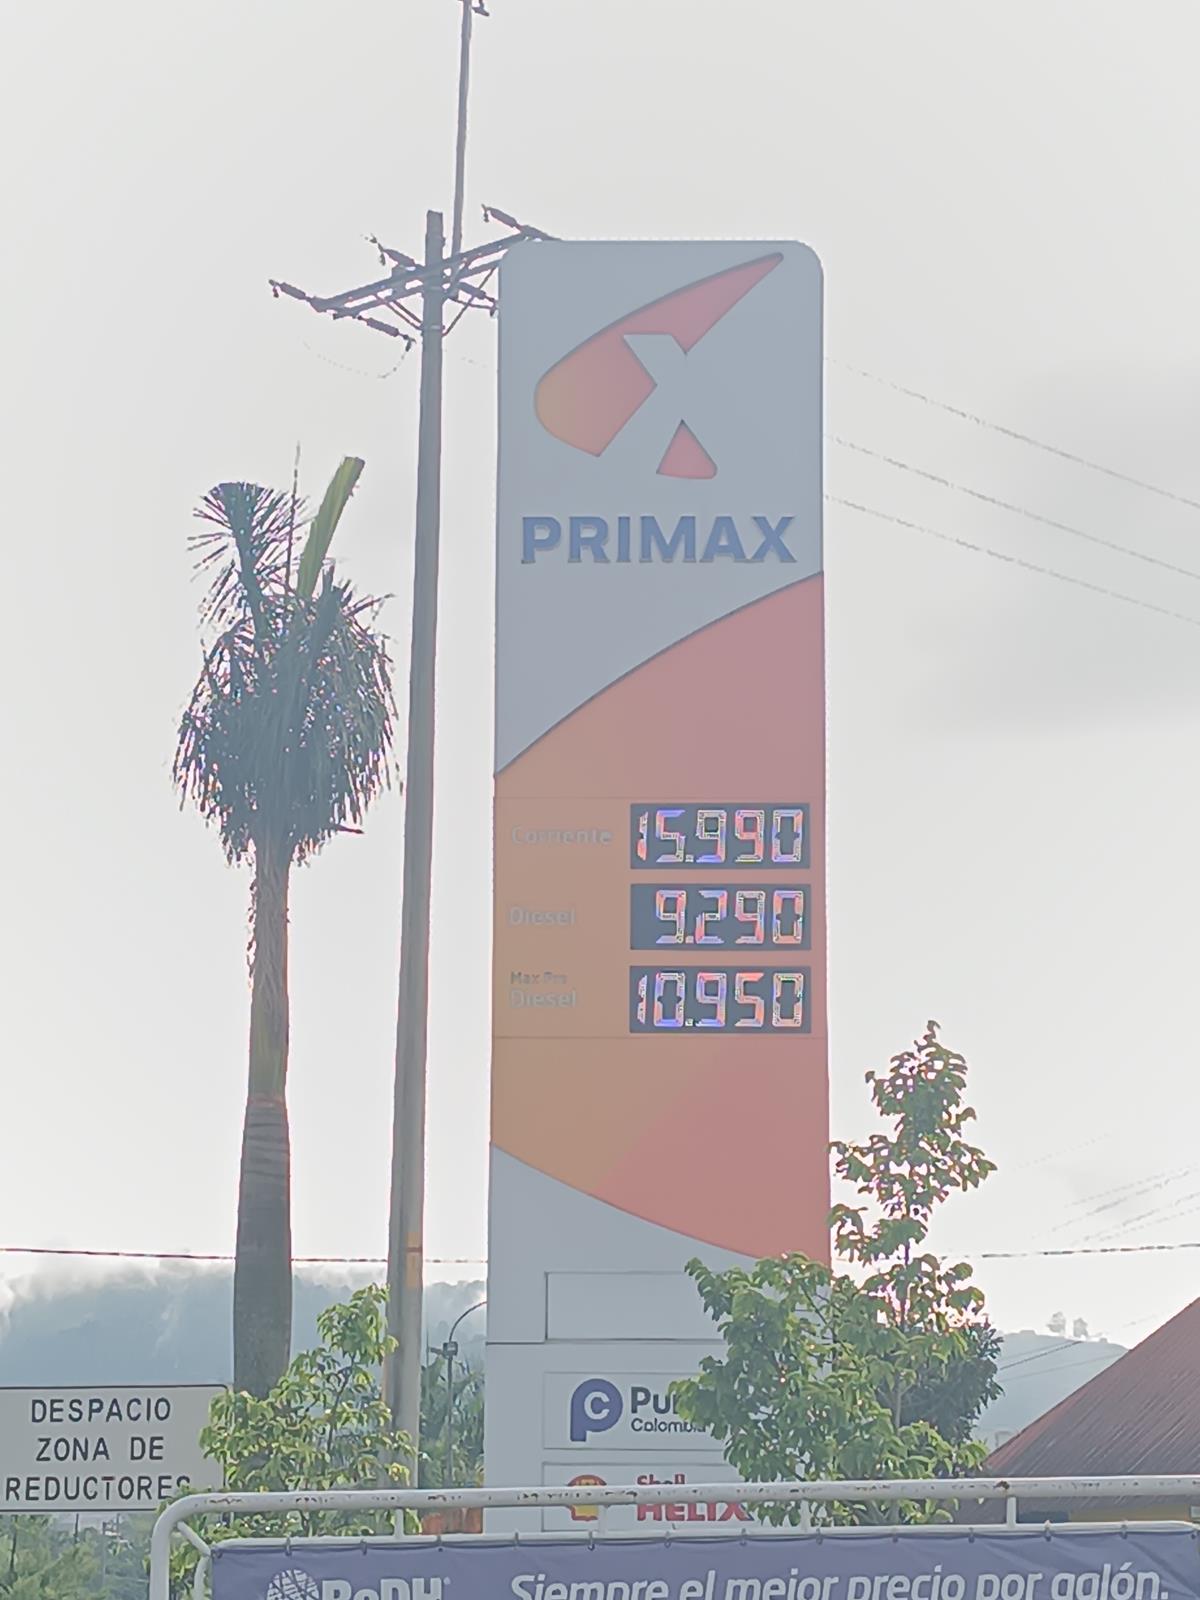 PRIMAX
Corriente 15.990
Diesel 9.290
Max Pro
Diesel 10.950
DESPACIO
ZONA DE
REDUCTORES
Colombia
Shell
HELIX
Siempre el mejor precio por galón.